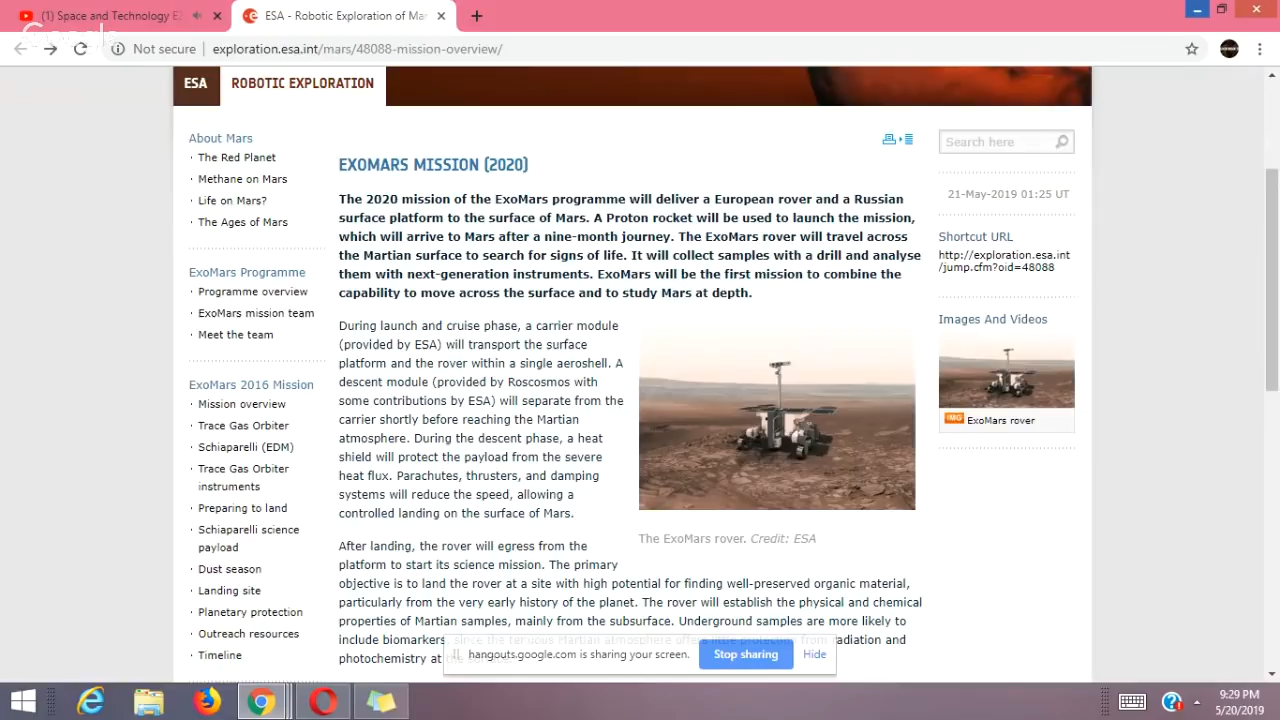 (1) Space and Technology E
ESA - Robotic Exploration of Mar
Google
Not secure
exploration.esa.int/mars/48088-mission-overview/
ESA
ROBOTIC EXPLORATION
About Mars
· The Red Planet
· Methane on Mars
· Life on Mars?
· The Ages of Mars
ExoMars Programme
· Programme overview
· ExoMars mission team
· Meet the team
ExoMars 2016 Mission
· Mission overview
· Trace Gas Orbiter
· Schiaparelli (EDM)
· Trace Gas Orbiter
instruments
· Preparing to land
· Schiaparelli science
payload
· Dust season
· Landing site
· Planetary protection
· Outreach resources
· Timeline
EXOMARS MISSION (2020)
The 2020 mission of the ExoMars programme will deliver a European rover and a Russian
surface platform to the surface of Mars. A Proton rocket will be used to launch the mission,
which will arrive to Mars after a nine-month journey. The ExoMars rover will travel across
the Martian surface to search for signs of life. It will collect samples with a drill and analyse
them with next-generation instruments. ExoMars will be the first mission to combine the
capability to move across the surface and to study Mars at depth.
During launch and cruise phase, a carrier module
(provided by ESA) will transport the surface
platform and the rover within a single aeroshell. A
descent module (provided by Roscosmos with
some contributions by ESA) will separate from the
carrier shortly before reaching the Martian
atmosphere. During the descent phase, a heat
shield will protect the payload from the severe
heat flux. Parachutes, thrusters, and damping
systems will reduce the speed, allowing a
controlled landing on the surface of Mars.
The ExoMars rover. Credit: ESA
After landing, the rover will egress from the
platform to start its science mission. The primary
objective is to land the rover at a site with high potential for finding well-preserved organic material,
particularly from the very early history of the planet. The rover will establish the physical and chemical
properties of Martian samples, mainly from the subsurface. Underground samples are more likely to
include biomarkers, since the tenuous Martian atmosphere offers little protection from radiation and
photochemistry at the
Search here
21-May-2019 01:25 UT
Shortcut URL
http://exploration.esa.int
/jump.cfm?oid=48088
Images And Videos
IMG ExoMars rover
hangouts.google.com is sharing your screen.
Stop sharing
Hide
9:29 PM
5/20/2019